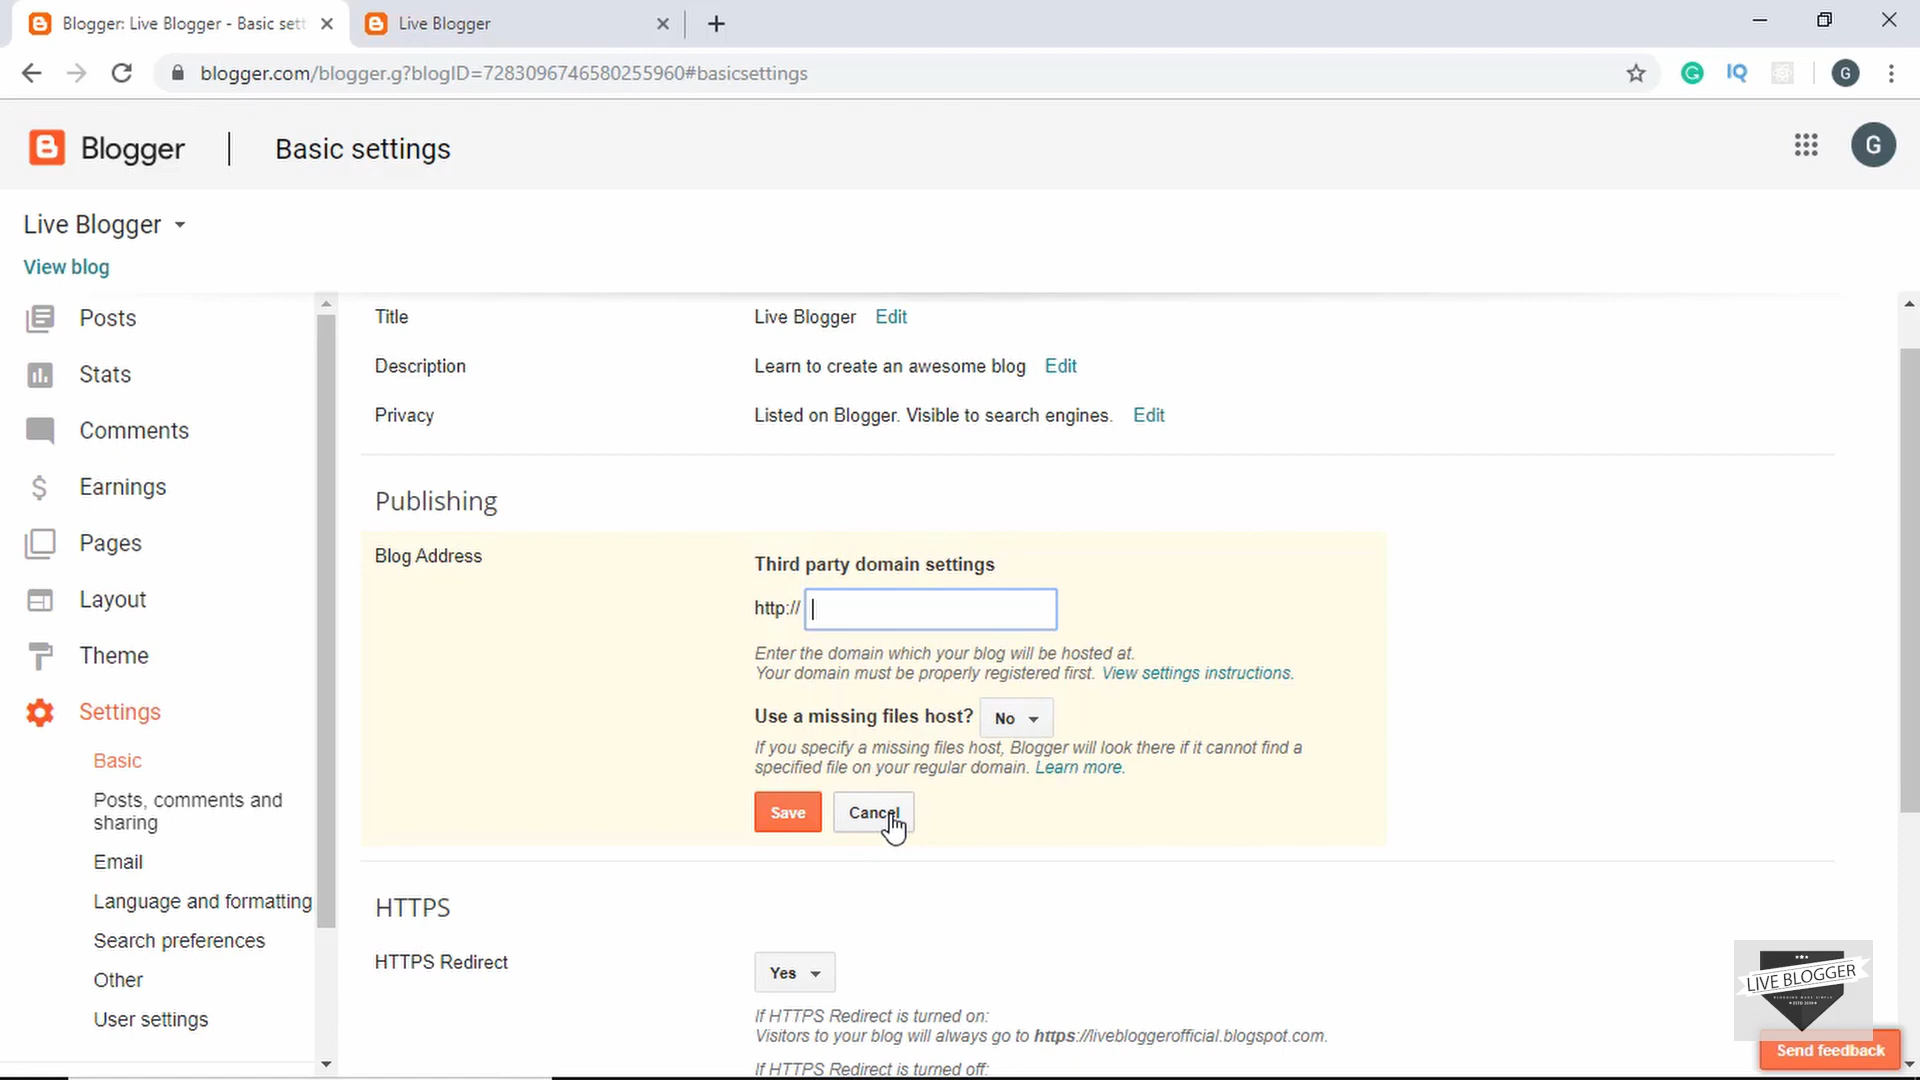 Blogger: Live Blogger - Basic sett
Live Blogger
blogger.com/blogger.g?blogID=7283096746580255960#basicsettings
G
IQ
G
Blogger
Basic settings
G
Live Blogger
View blog
Posts
Stats
Comments
Earnings
Pages
Layout
Theme
Settings
Basic
Posts, comments and
sharing
Email
Language and formatting
Search preferences
Other
User settings
Title
Live Blogger Edit
Description
Learn to create an awesome blog Edit
Privacy
Listed on Blogger. Visible to search engines. Edit
Publishing
Blog Address
Third party domain settings
http://
Enter the domain which your blog will be hosted at.
Your domain must be properly registered first. View settings instructions.
Use a missing files host? No
If you specify a missing files host, Blogger will look there if it cannot find a
specified file on your regular domain. Learn more.
Save Cancel
HTTPS
HTTPS Redirect
Yes
If HTTPS Redirect is turned on:
Visitors to your blog will always go to https://livebloggerofficial.blogspot.com.
If HTTPS Redirect is turned off:
LIVE BLOGGER
Send feedback